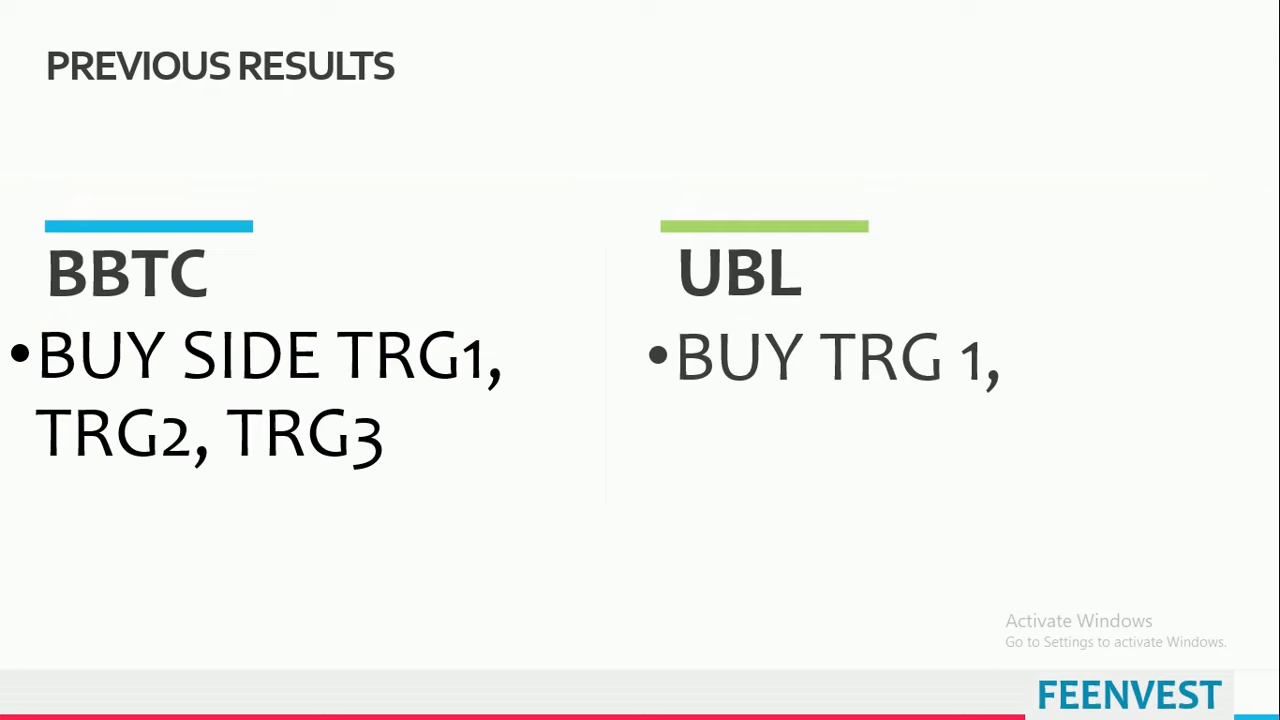 PREVIOUS RESULTS
BBTC
•BUY SIDE TRG1,
TRG2, TRG3
UBL
•BUY TRG 1,
Activate Windows
Go to Settings to activate Windows.
FEENVEST